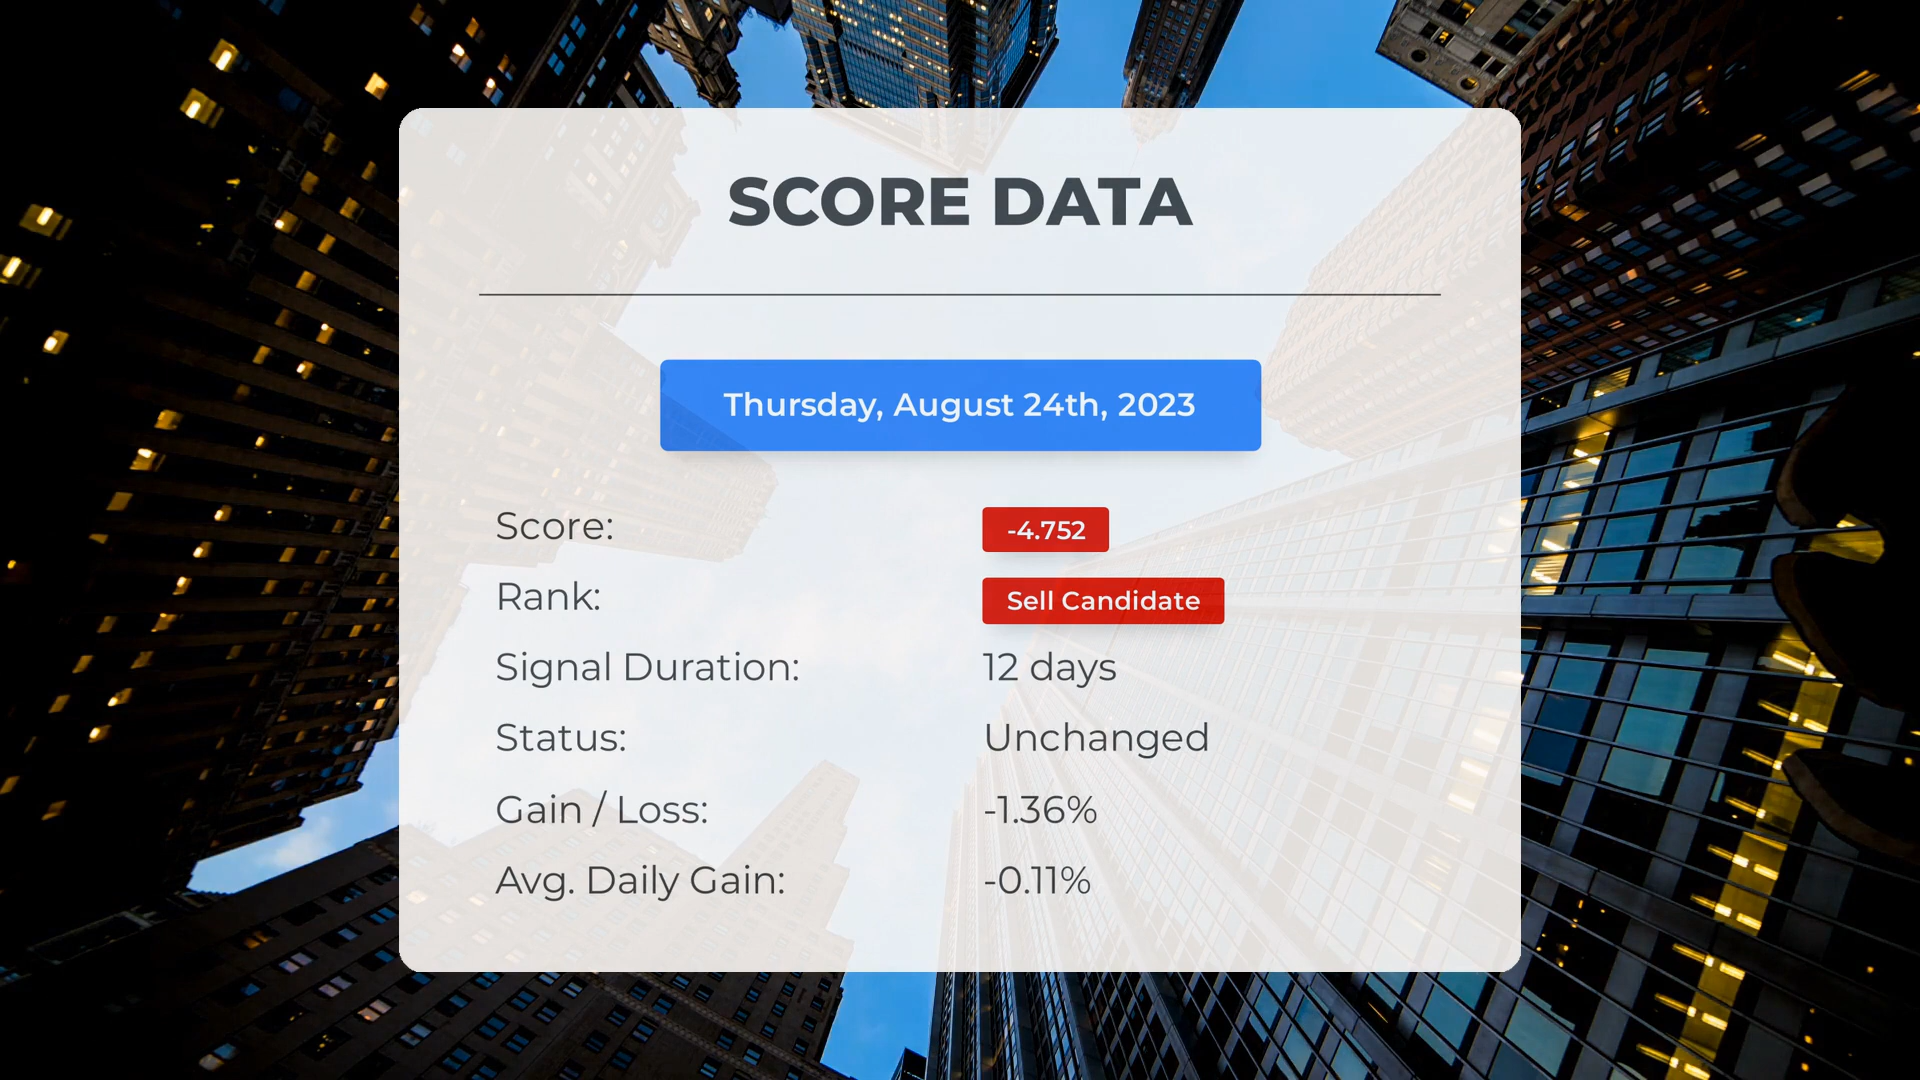 SCORE DATA
Thursday, August 24th, 2023
Score: -4.752
Rank: Sell Candidate
Signal Duration: 12 days
Status: Unchanged
Gain / Loss: -1.36%
Avg. Daily Gain: -0.11%